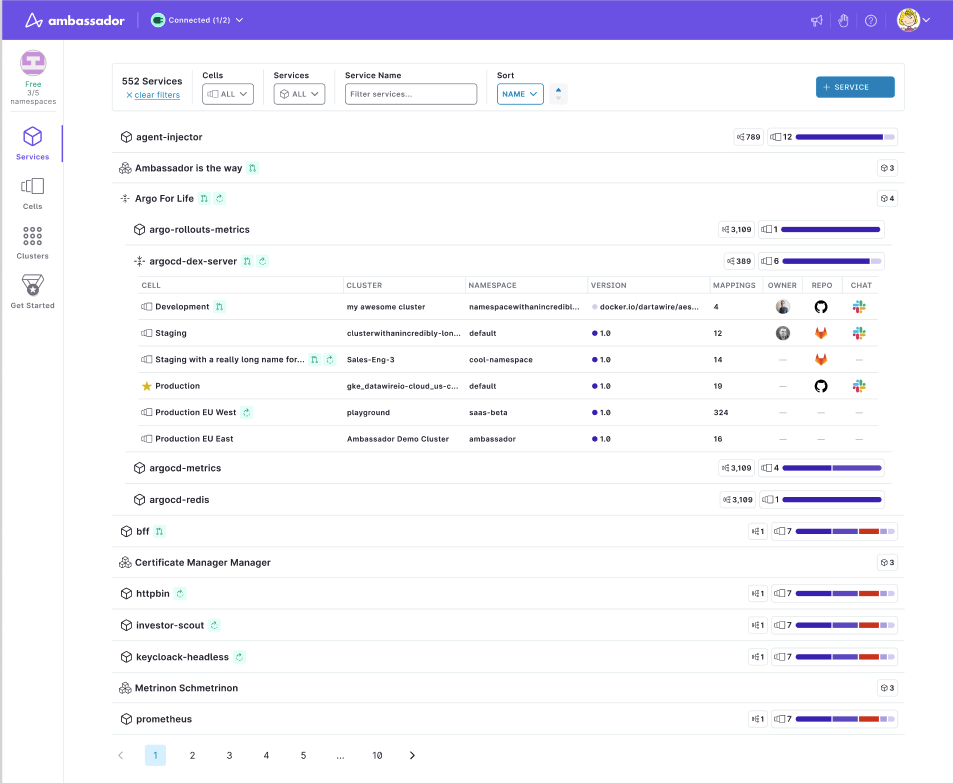 ambassador Connected (1/2)
Free
3/5
namespaces
Services
Cells
Clusters
Get Started
552 Services
× clear filters
Cells
ALL
Services
ALL
Service Name
Filter services...
Sort
NAME
+ SERVICE
agent-injector 789 12
Ambassador is the way 3
Argo For Life 4
argo-rollouts-metrics 3,109 1
argocd-dex-server 389 6
CELL CLUSTER NAMESPACE VERSION MAPPINGS OWNER REPO CHAT
Development my awesome cluster namespacewithanincredibl... docker.io/dartawire/aes... 4
Staging clusterwithanincredibly-lon... default 1.0 12
Staging with a really long name for... Sales-Eng-3 cool-namespace 1.0 14 — —
Production gke_datawireio-cloud_us-c... default 1.0 19 —
Production EU West playground saas-beta 1.0 324 — — —
Production EU East Ambassador Demo Cluster ambassador 1.0 16 — — —
argocd-metrics 3,109 4
argocd-redis 3,109 1
bff 1 7
Certificate Manager Manager 3
httpbin 1 7
investor-scout 1 7
keycloack-headless 1 7
Metrinon Schmetrinon 3
prometheus 1 7
1 2 3 4 5 ... 10